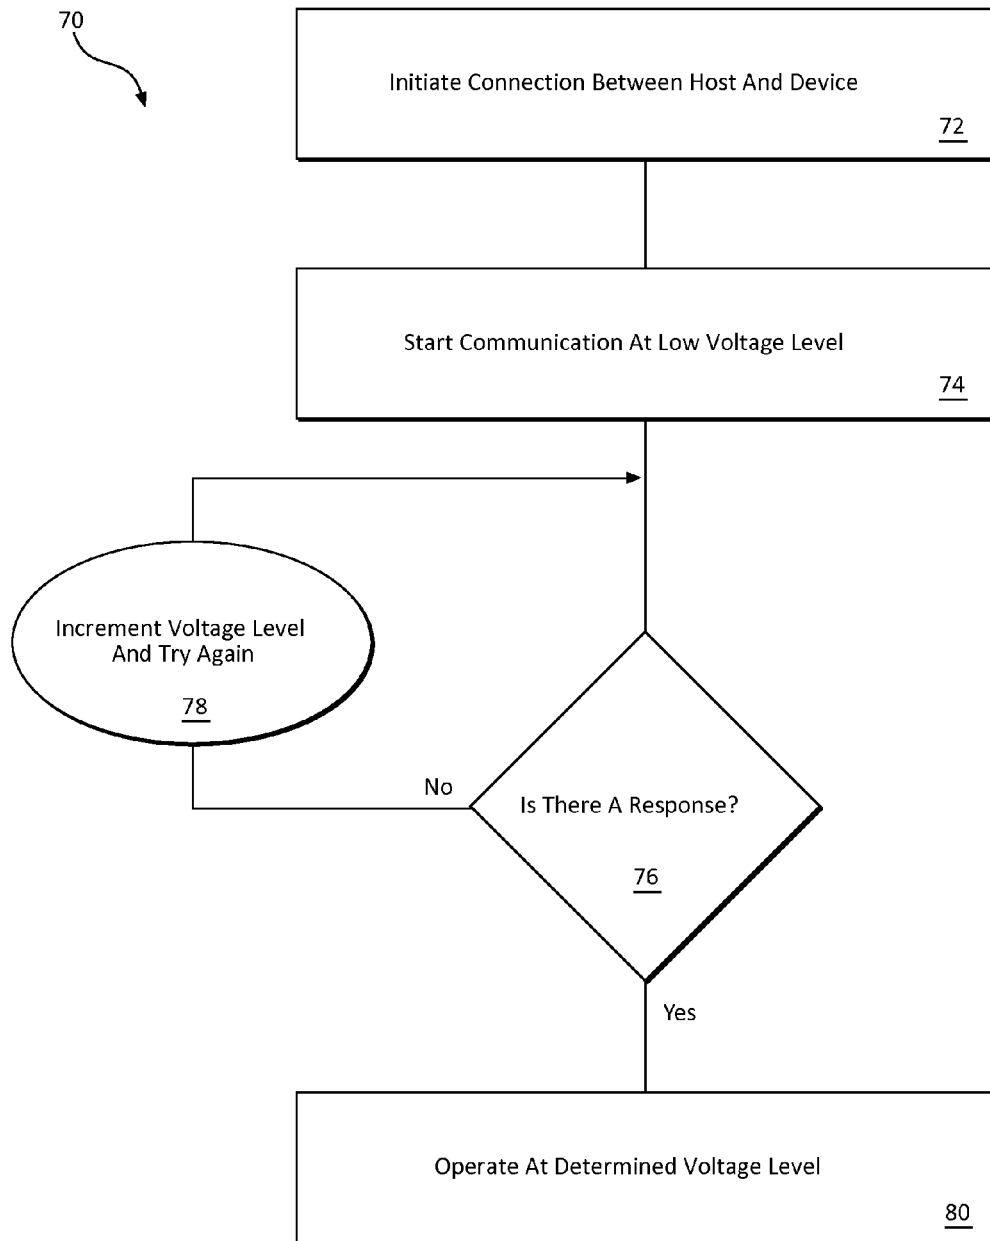 70
Initiate Connection Between Host And Device
72
Start Communication At Low Voltage Level
74
Increment Voltage Level
And Try Again
78
No
Is There A Response?
76
Yes
Operate At Determined Voltage Level
80